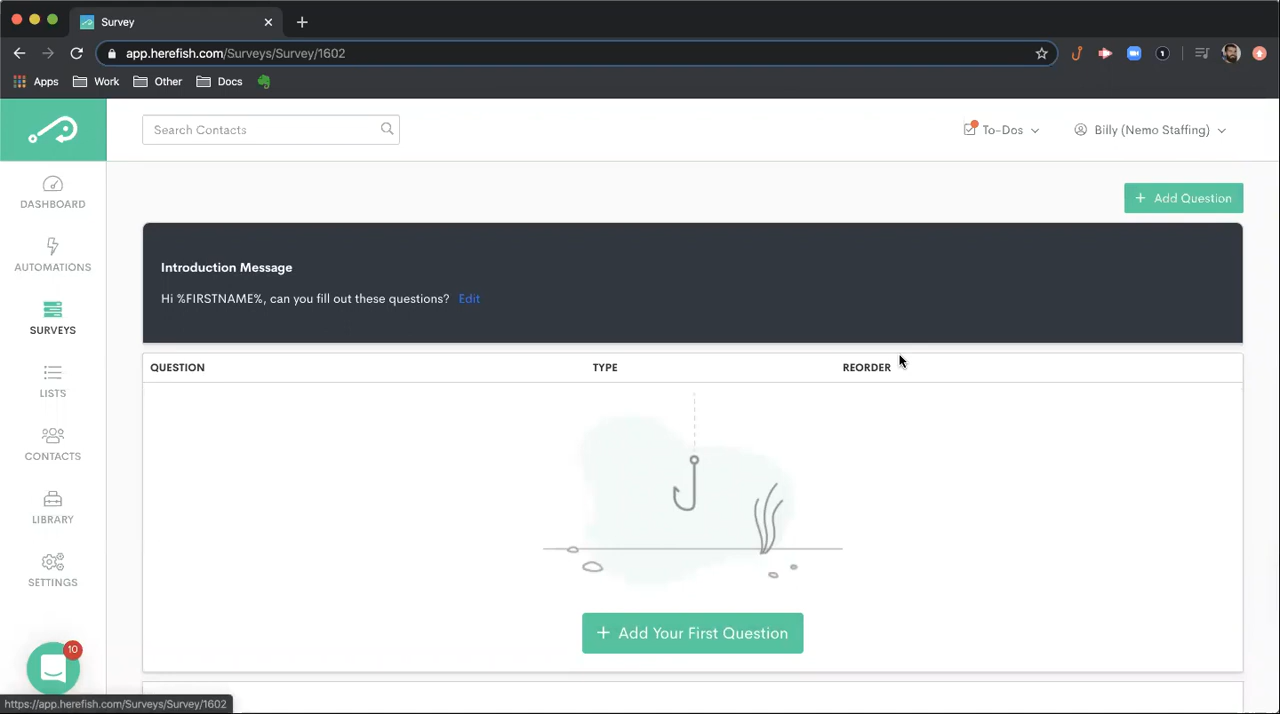 Survey
app.herefish.com/Surveys/Survey/1602
1
Apps Work Other Docs
Search Contacts
To-Dos
Billy (Nemo Staffing)
DASHBOARD
AUTOMATIONS
SURVEYS
LISTS
CONTACTS
LIBRARY
SETTINGS
10
+ Add Question
Introduction Message
Hi %FIRSTNAME%, can you fill out these questions? Edit
QUESTION TYPE REORDER
+ Add Your First Question
https://app.herefish.com/Surveys/Survey/1602